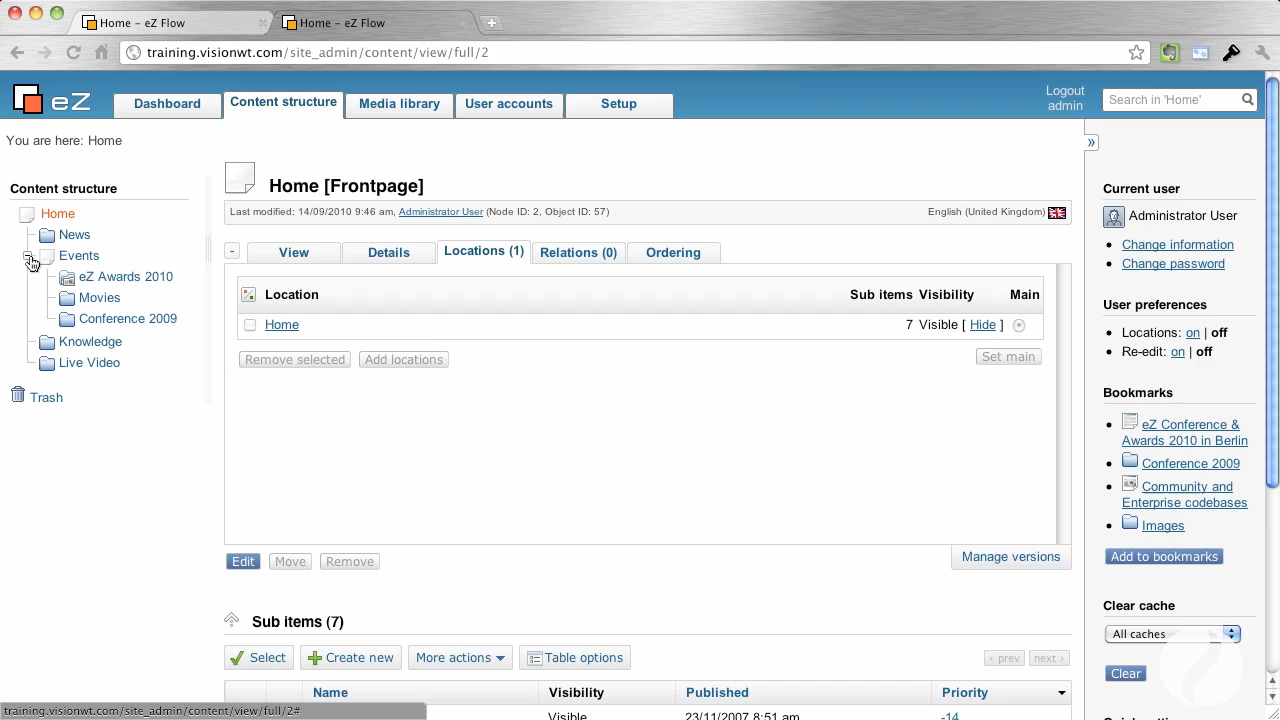 Home – eZ Flow
Home – eZ Flow
training.visionwt.com/site_admin/content/view/full/2
eZ
Dashboard
Content structure
Media library
User accounts
Setup
Logout
admin
Search in 'Home'
You are here: Home
»
Content structure
Home
News
Events
eZ Awards 2010
Movies
Conference 2009
Knowledge
Live Video
Trash
Home [Frontpage]
Last modified: 14/09/2010 9:46 am, Administrator User (Node ID: 2, Object ID: 57)
English (United Kingdom)
-
View
Details
Locations (1)
Relations (0)
Ordering
Location Sub items Visibility Main
Home 7 Visible [ Hide ]
Remove selected
Add locations
Set main
Edit
Move
Remove
Manage versions
Sub items (7)
Select
Create new
More actions
Table options
‹ prev
next ›
Name Visibility Published Priority
Visible 23/11/2007 8:51 am -14
Current user
Administrator User
• Change information
• Change password
User preferences
• Locations: on | off
• Re-edit: on | off
Bookmarks
• eZ Conference &
Awards 2010 in Berlin
• Conference 2009
• Community and
Enterprise codebases
• Images
Add to bookmarks
Clear cache
All caches
Clear
training.visionwt.com/site_admin/content/view/full/2#